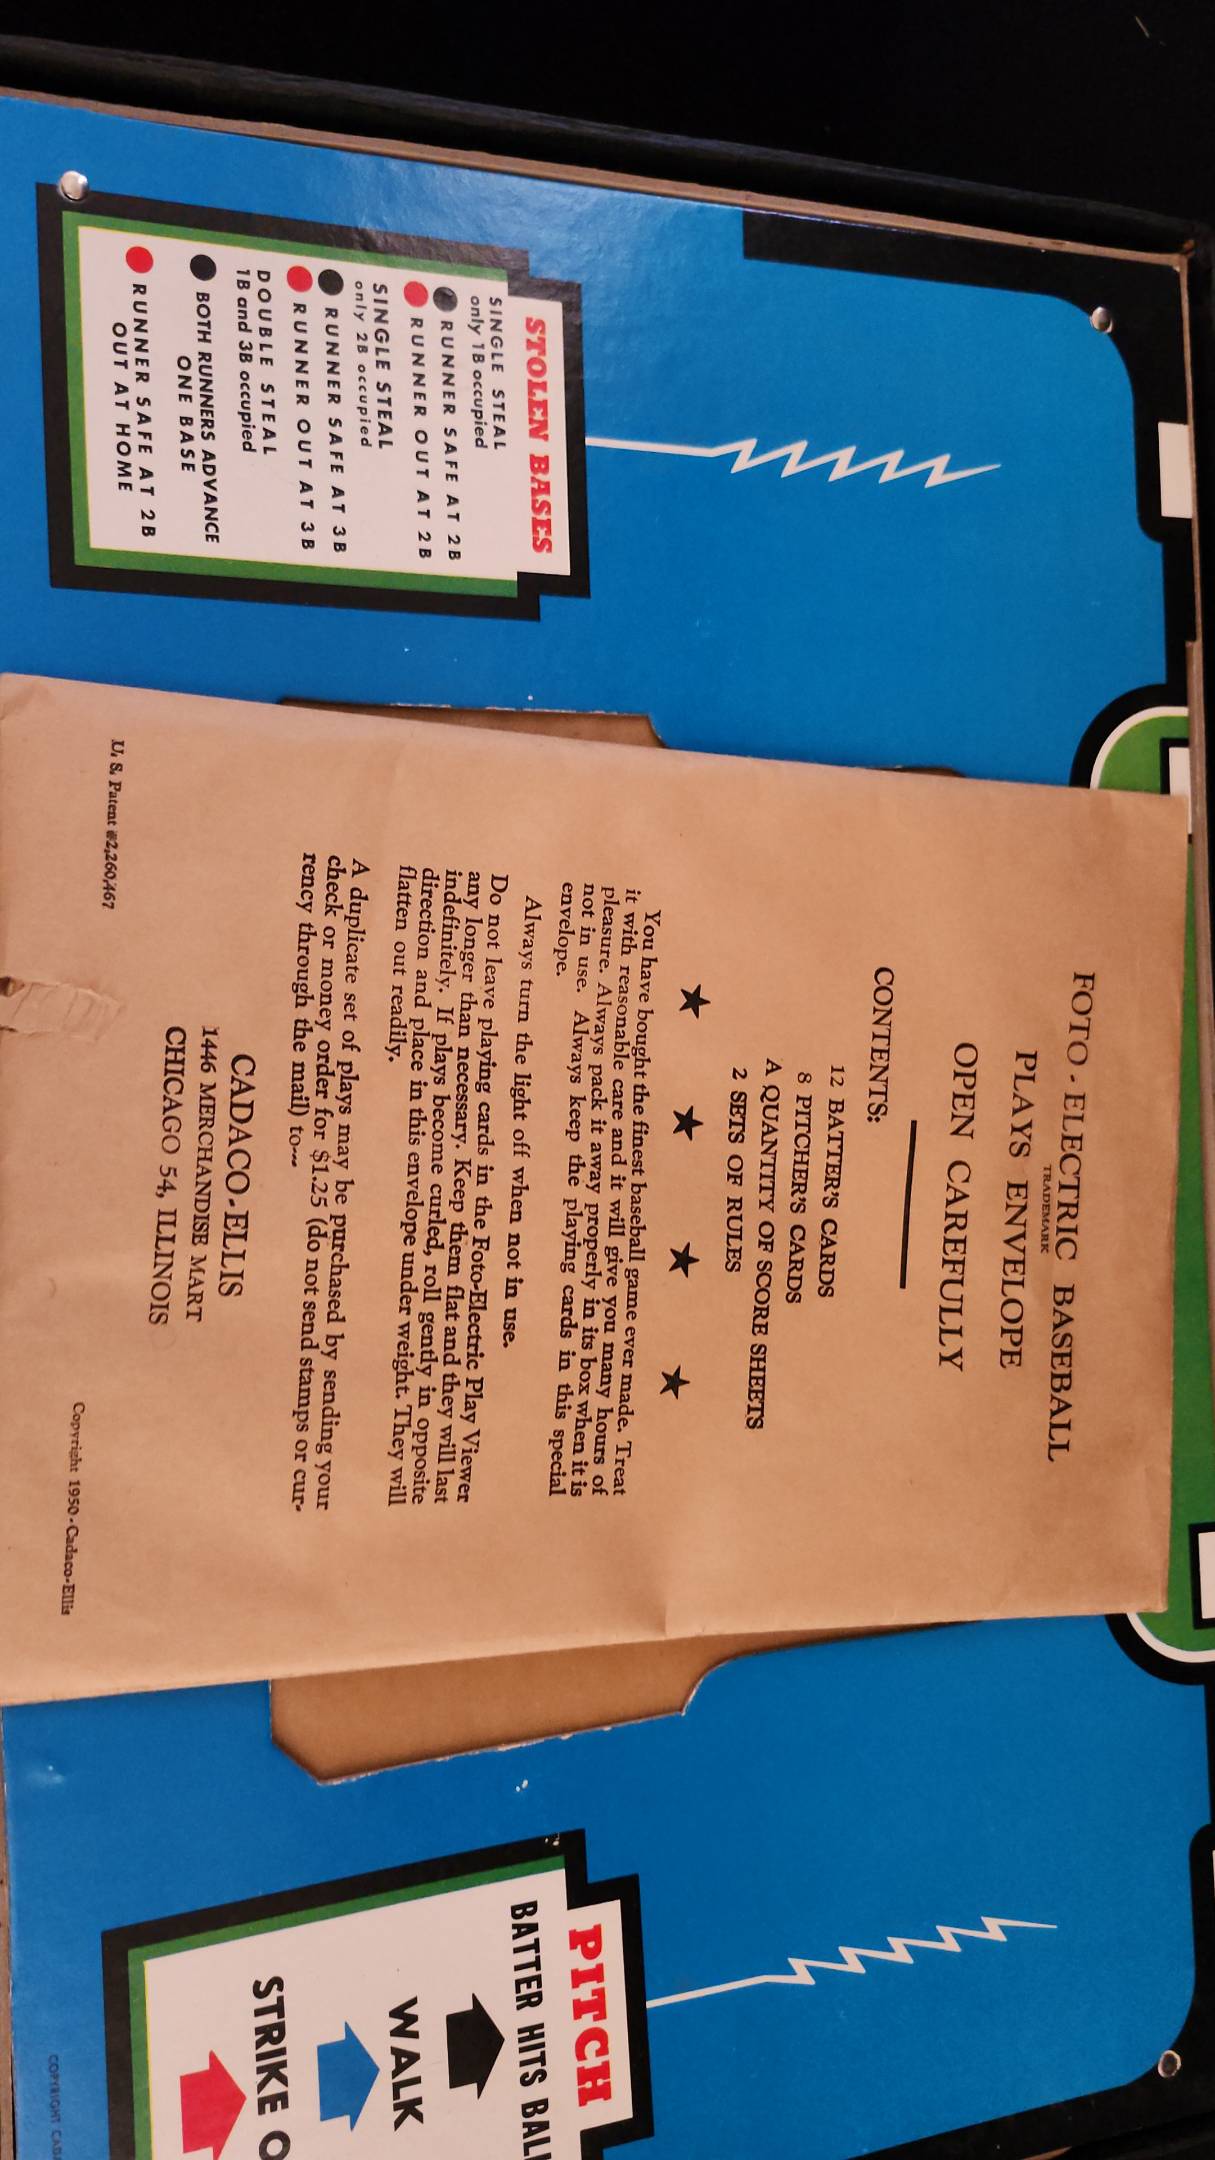 STOLEN BASES
SINGLE STEAL
only 1B occupied
RUNNER SAFE AT 2B
RUNNER OUT AT 2B
SINGLE STEAL
only 2B occupied
RUNNER SAFE AT 3B
RUNNER OUT AT 3B
DOUBLE STEAL
1B and 3B occupied
BOTH RUNNERS ADVANCE
ONE BASE
RUNNER SAFE AT 2B
OUT AT HOME
FOTO-ELECTRIC BASEBALL
TRADEMARK
PLAYS ENVELOPE
OPEN CAREFULLY
CONTENTS:
12 BATTER'S CARDS
8 PITCHER'S CARDS
A QUANTITY OF SCORE SHEETS
2 SETS OF RULES
You have bought the finest baseball game ever made. Treat
it with reasonable care and it will give you many hours of
pleasure. Always pack it away properly in its box when it is
not in use. Always keep the playing cards in this special
envelope.
Always turn the light off when not in use.
Do not leave playing cards in the Foto-Electric Play Viewer
any longer than necessary. Keep them flat and they will last
indefinitely. If plays become curled, roll gently in opposite
direction and place in this envelope under weight. They will
flatten out readily.
A duplicate set of plays may be purchased by sending your
check or money order for $1.25 (do not send stamps or cur-
rency through the mail) to---
CADACO-ELLIS
1446 MERCHANDISE MART
CHICAGO 54, ILLINOIS
U. S. Patent #2,260,467
Copyright 1950-Cadaco-Ellis
PITCH
BATTER HITS BALL
WALK
STRIKE O
COPYRIGHT CADA